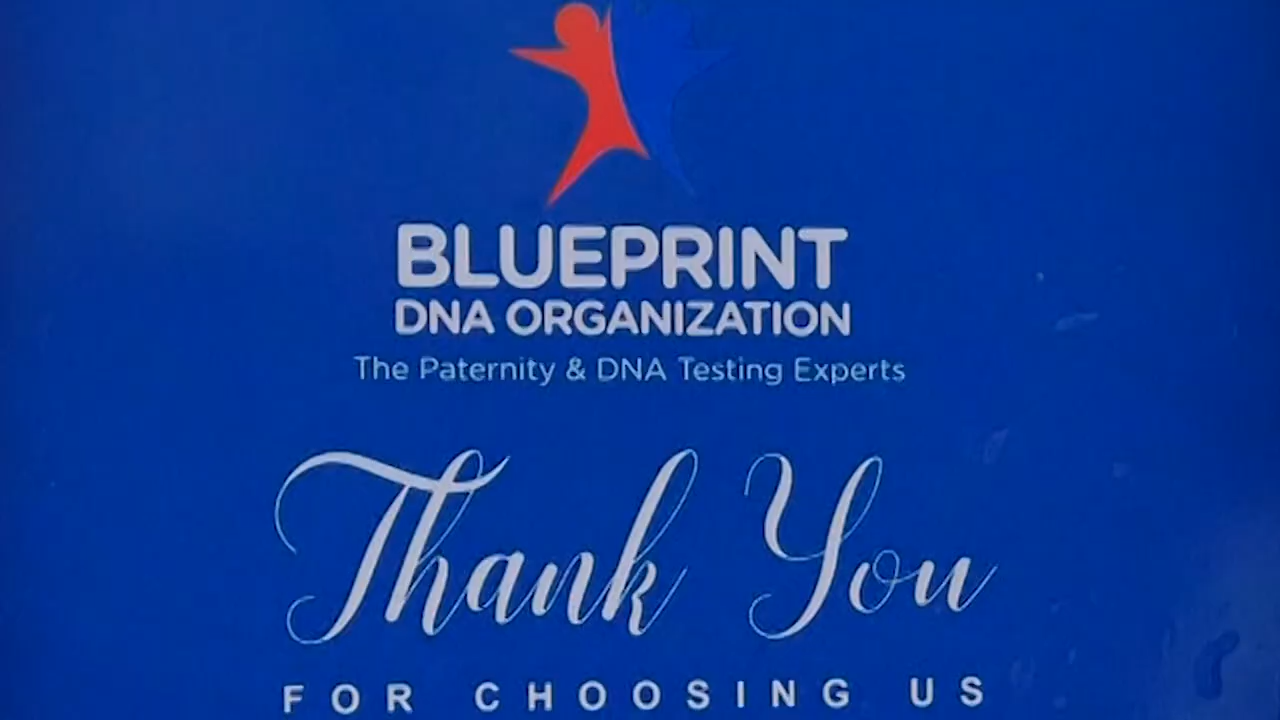 BLUEPRINT
DNA ORGANIZATION
The Paternity & DNA Testing Experts
Thank You
FOR CHOOSING US